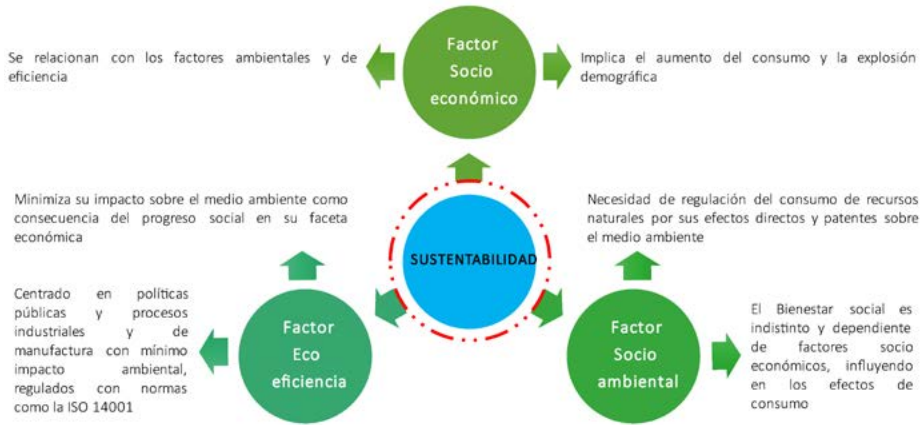 Se relacionan con los factores ambientales y de
eficiencia
Factor
Socio
económico
Implica el aumento del consumo y la explosión
demográfica
Minimiza su impacto sobre el medio ambiente como
consecuencia del progreso social en su faceta
económica
SUSTENTABILIDAD
Necesidad de regulación del consumo de recursos
naturales por sus efectos directos y patentes sobre
el medio ambiente
Centrado en políticas
públicas y procesos
industriales y de
manufactura con mínimo
impacto ambiental,
regulados con normas
como la ISO 14001
Factor
Eco
eficiencia
Factor
Socio
ambiental
El Bienestar social es
indistinto y dependiente
de factores socio
económicos, influyendo
en los efectos de
consumo